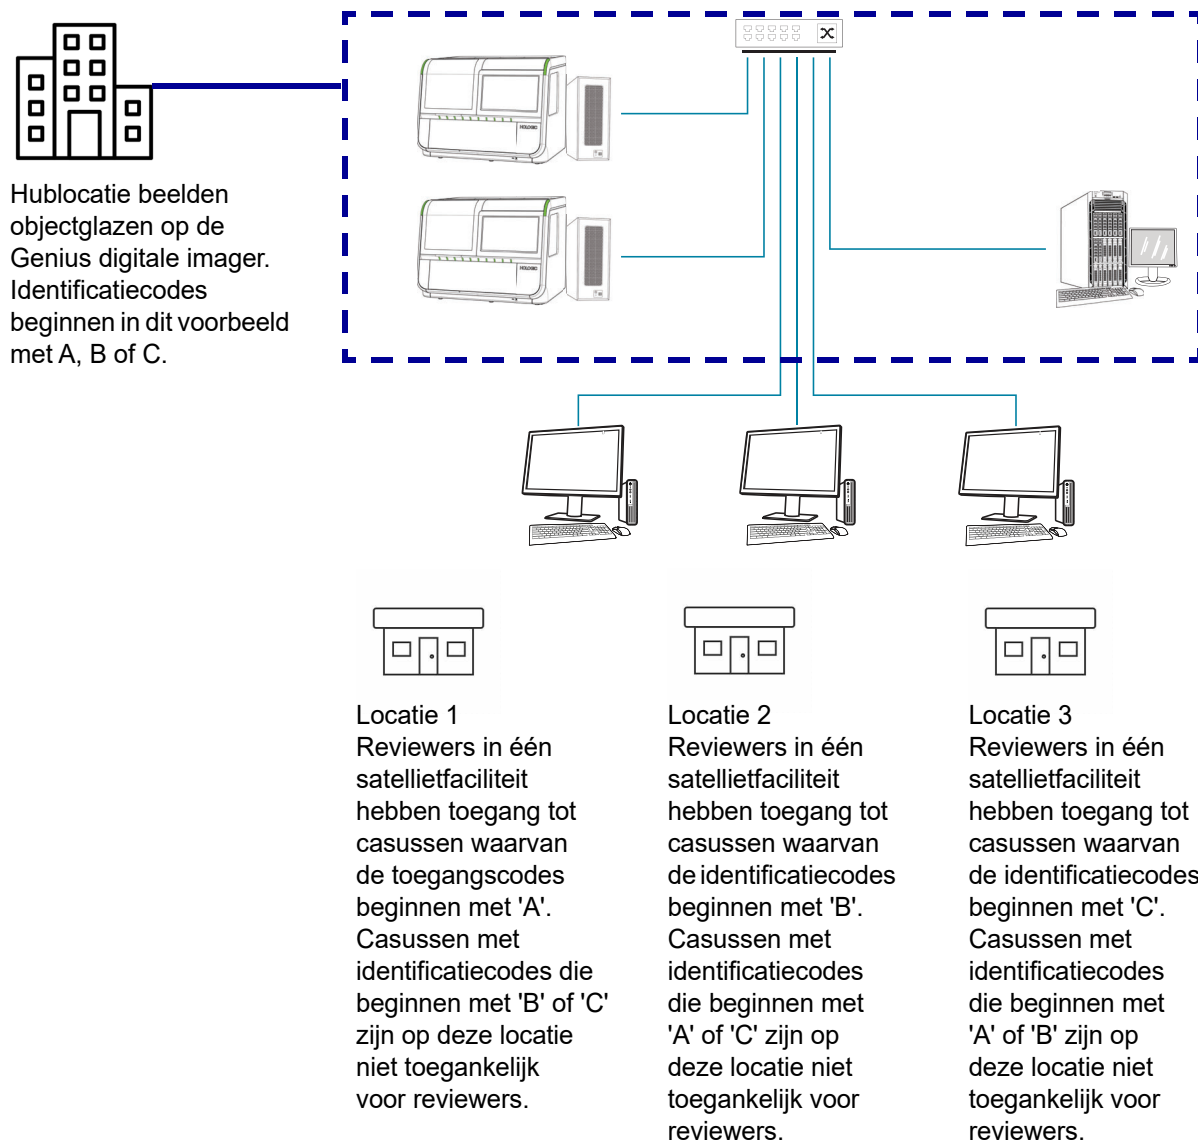 HOLOGIC
HOLOGIC
Hublocatie beelden
objectglazen op de
Genius digitale imager.
Identificatiecodes
beginnen in dit voorbeeld
met A, B of C.
Locatie 1
Reviewers in één
satellietfaciliteit
hebben toegang tot
casussen waarvan
de toegangscodes
beginnen met 'A'.
Casussen met
identificatiecodes die
beginnen met 'B' of 'C'
zijn op deze locatie
niet toegankelijk
voor reviewers.
Locatie 2
Reviewers in één
satellietfaciliteit
hebben toegang tot
casussen waarvan
de identificatiecodes
beginnen met 'B'.
Casussen met
identificatiecodes
die beginnen met
'A' of 'C' zijn op
deze locatie niet
toegankelijk voor
reviewers.
Locatie 3
Reviewers in één
satellietfaciliteit
hebben toegang tot
casussen waarvan
de identificatiecodes
beginnen met 'C'.
Casussen met
identificatiecodes
die beginnen met
'A' of 'B' zijn op
deze locatie niet
toegankelijk voor
reviewers.